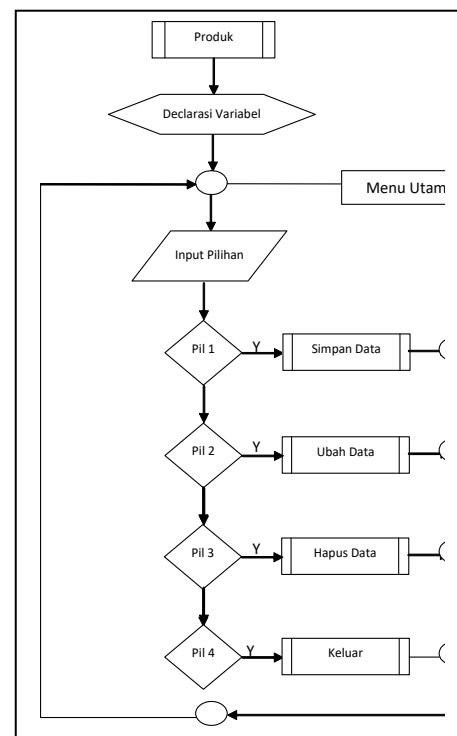 Produk
Declarasi Variabel
Menu Utam
Input Pilihan
Pil 1
Y
Simpan Data
Pil 2
Y
Ubah Data
Pil 3
Y
Hapus Data
Pil 4
Y
Keluar